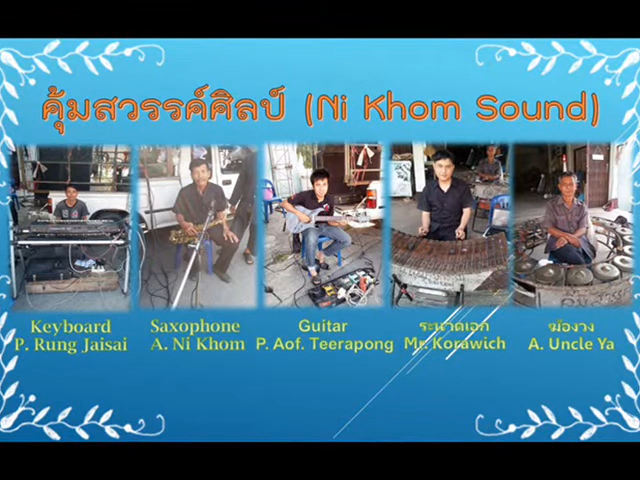 คุ้มสวรรค์ศิลป์ (Ni Khom Sound)
Keyboard
P. Rung Jaisai
Saxophone
A. Ni Khom
Guitar
P. Aof. Teerapong
ระนาดเอก
Mr. Korawich
ฆ้องวง
A. Uncle Ya